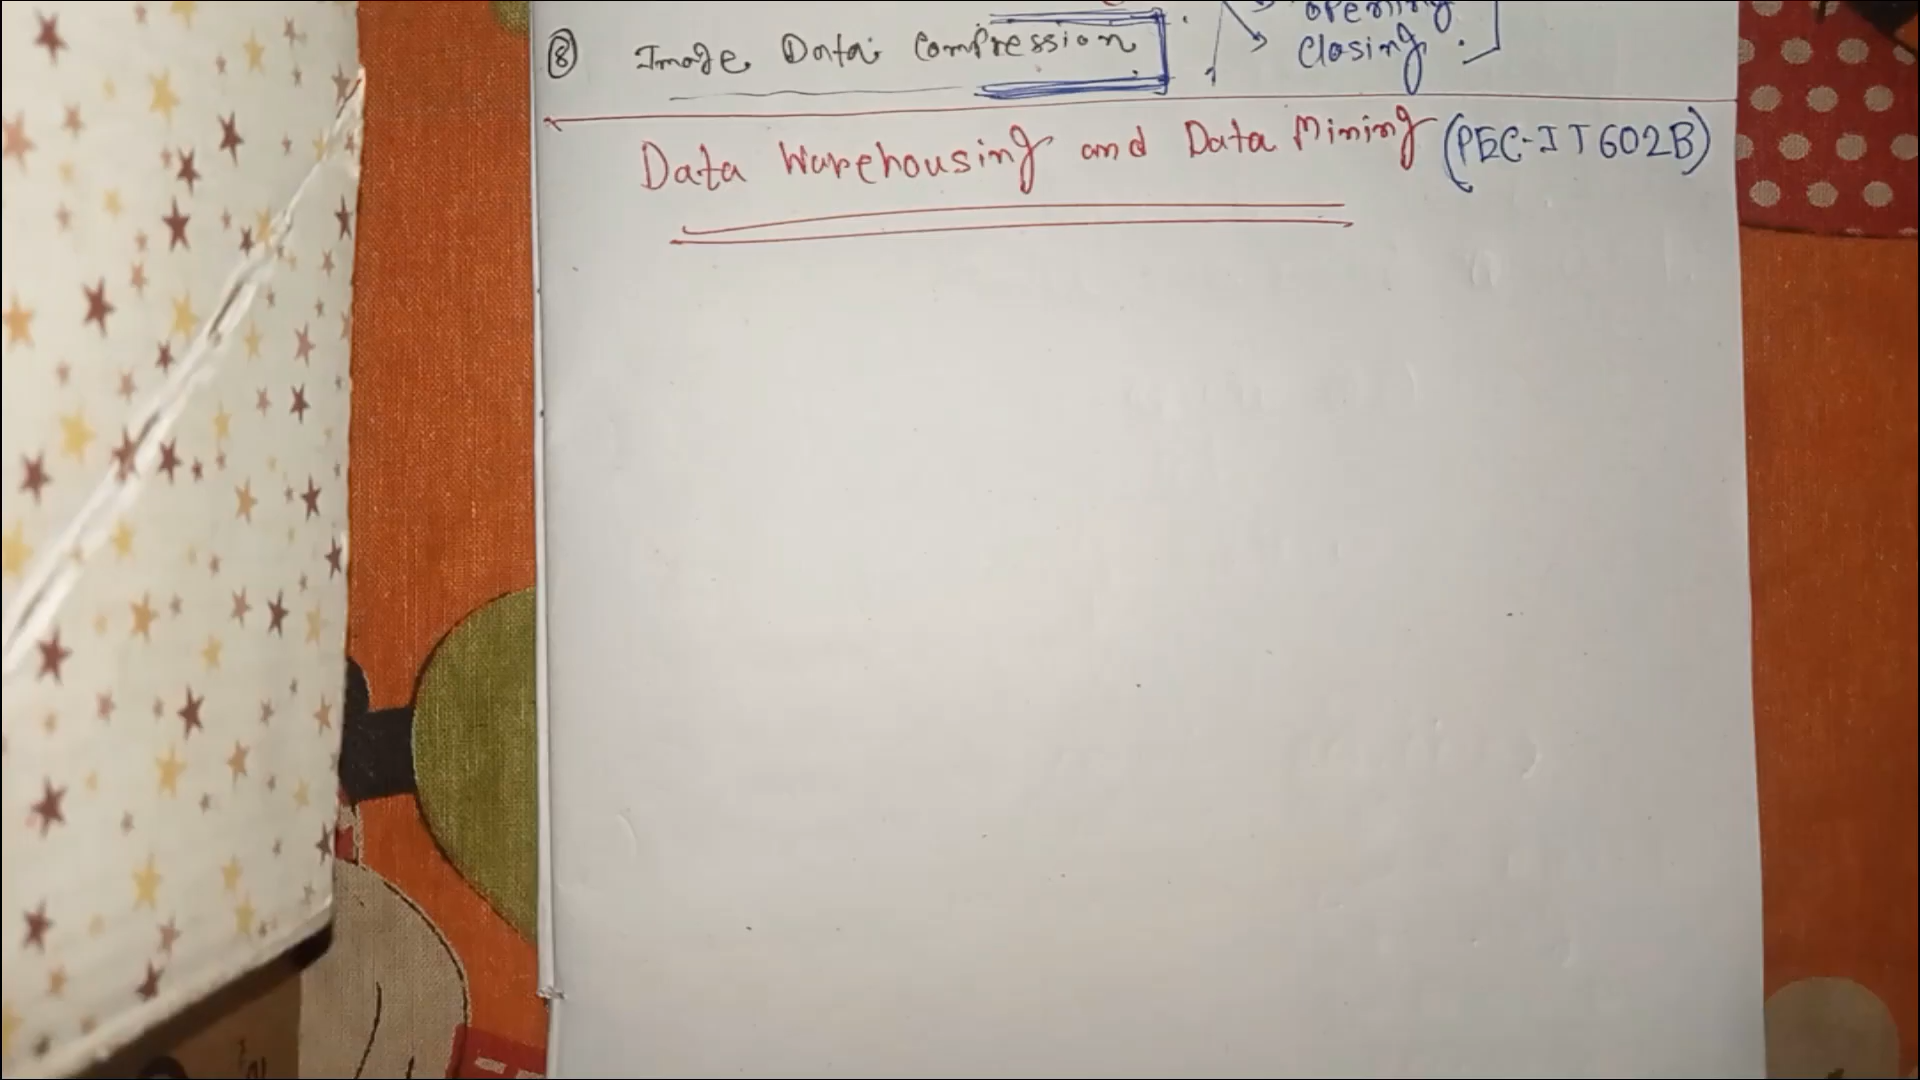 opening
⑧ Image Data Compression. closing.
Data Warehousing and Data Mining (PEC-IT602B)